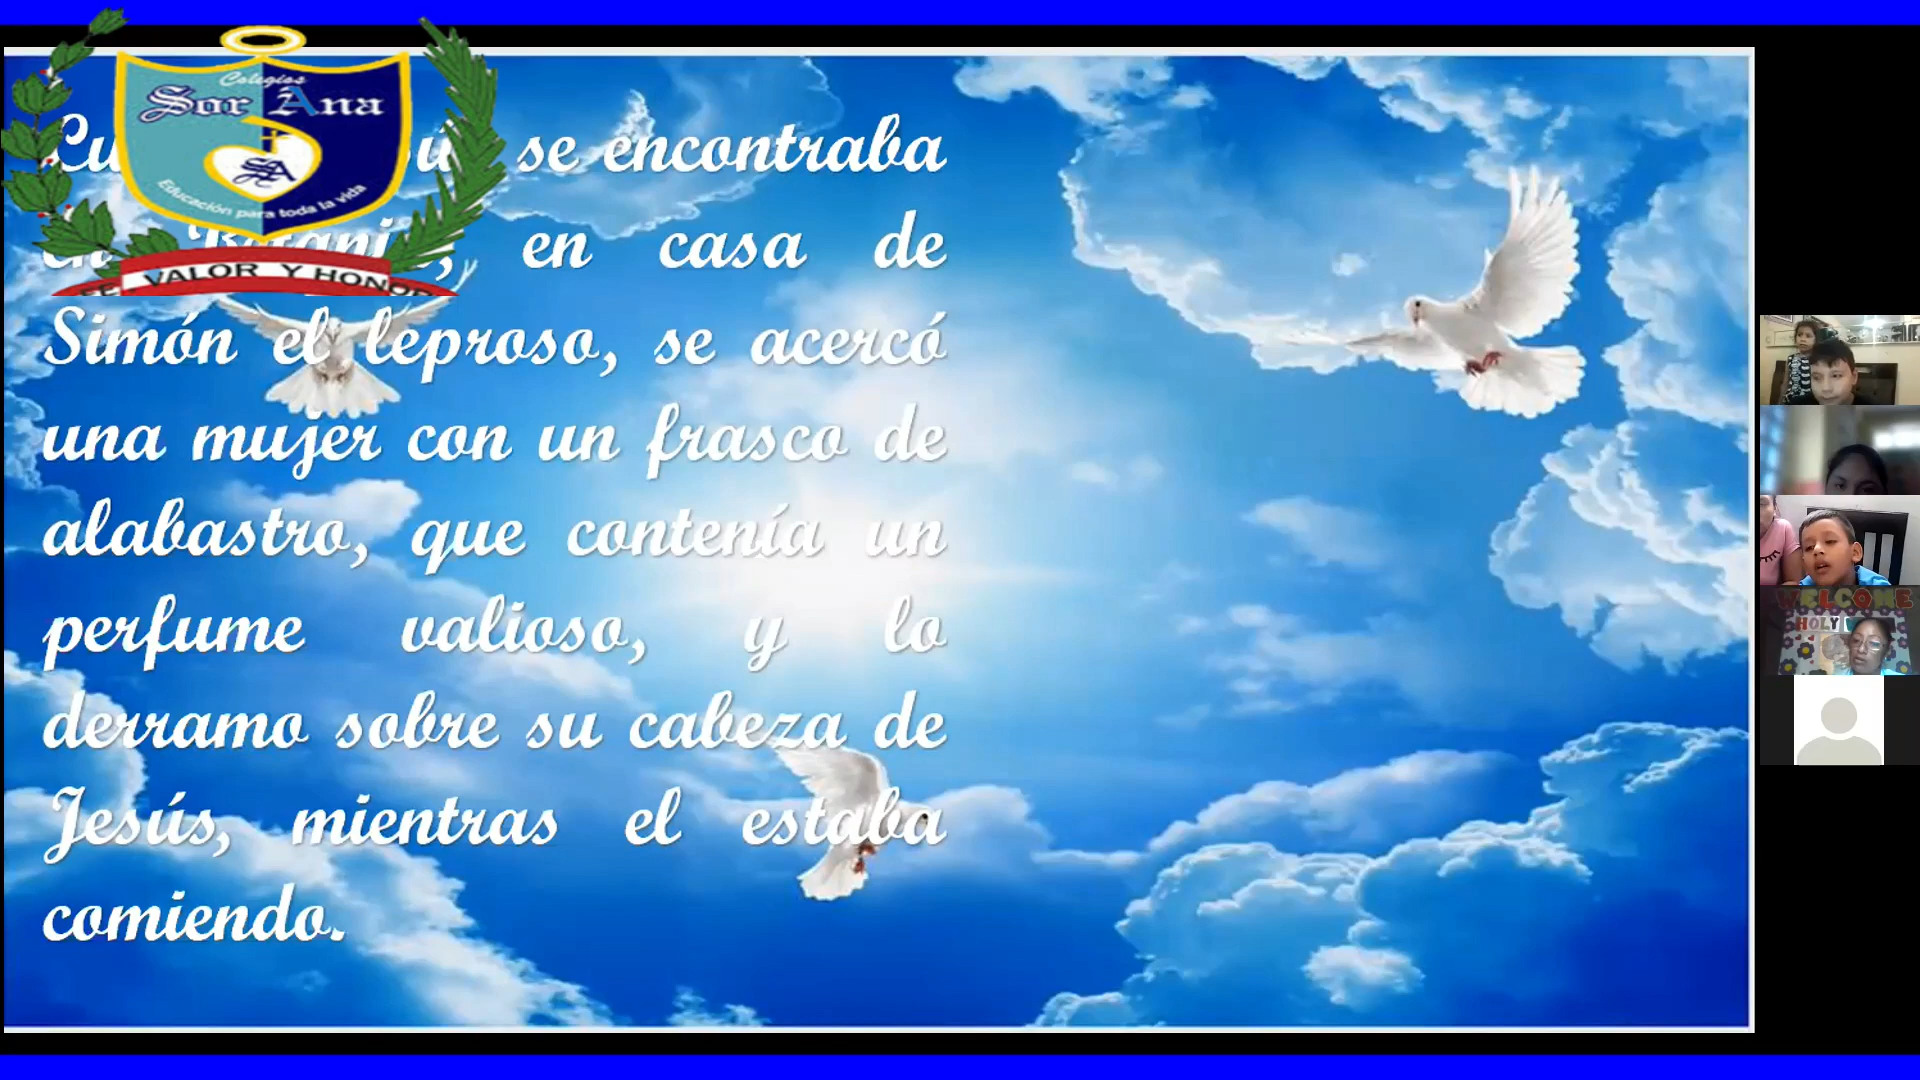 Colegios
Sor Ana
SA
Educación para toda la vida
FE, VALOR Y HONOR
se encontraba
en casa de
Simón el leproso, se acercó
una mujer con un frasco de
alabastro, que contenía un
perfume valioso, y lo
derramo sobre su cabeza de
Jesús, mientras el estaba
comiendo.
WELCOME
HOLY